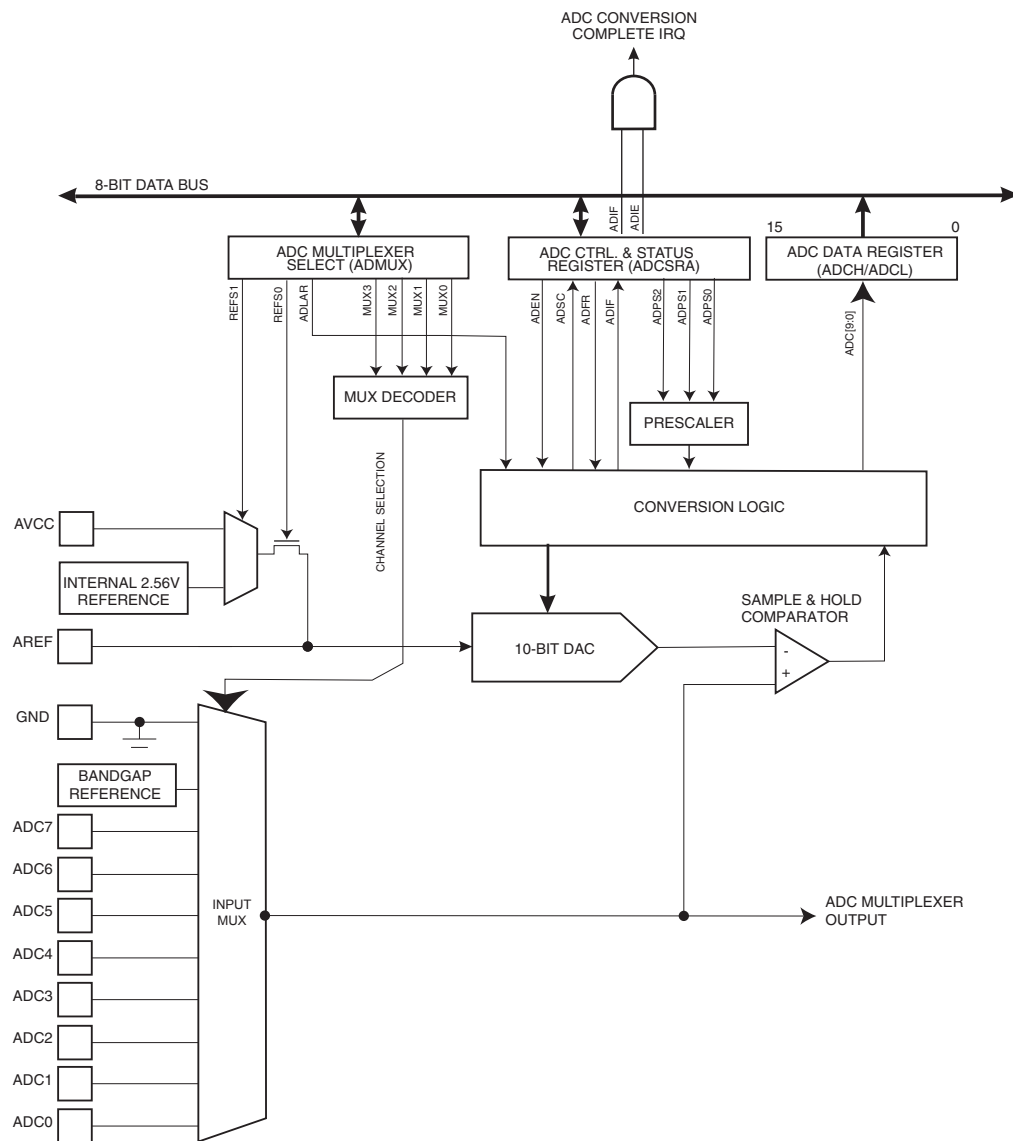 ADC CONVERSION
COMPLETE IRQ
8-BIT DATA BUS
ADIF
ADIE
15
0
ADC MULTIPLEXER
SELECT (ADMUX)
ADC CTRL. & STATUS
REGISTER (ADCSRA)
ADC DATA REGISTER
(ADCH/ADCL)
REFS1
REFS0
ADLAR
MUX3
MUX2
MUX1
MUX0
ADEN
ADSC
ADFR
ADIF
ADPS2
ADPS1
ADPS0
ADC[9:0]
MUX DECODER
PRESCALER
CHANNEL SELECTION
CONVERSION LOGIC
AVCC
INTERNAL 2.56V
REFERENCE
SAMPLE & HOLD
COMPARATOR
AREF
10-BIT DAC
-
+
GND
BANDGAP
REFERENCE
ADC7
ADC6
ADC5
ADC4
ADC3
ADC2
ADC1
ADC0
INPUT
MUX
ADC MULTIPLEXER
OUTPUT